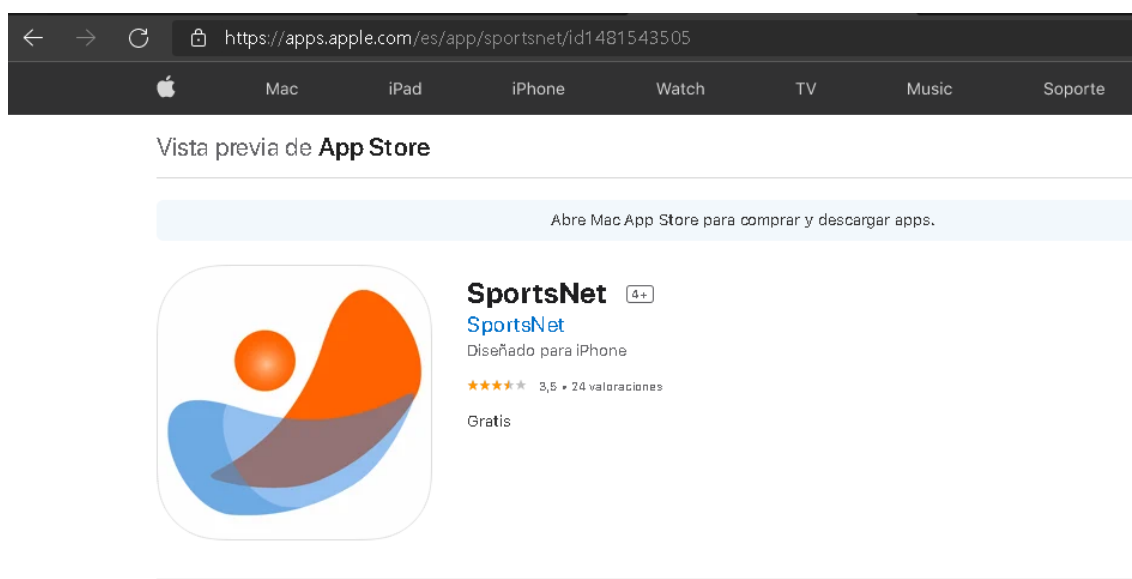 https://apps.apple.com/es/app/sportsnet/id1481543505
Mac iPad iPhone Watch TV Music Soporte
Vista previa de App Store
Abre Mac App Store para comprar y descargar apps.
SportsNet 4+
SportsNet
Diseñado para iPhone
3,5 • 24 valoraciones
Gratis